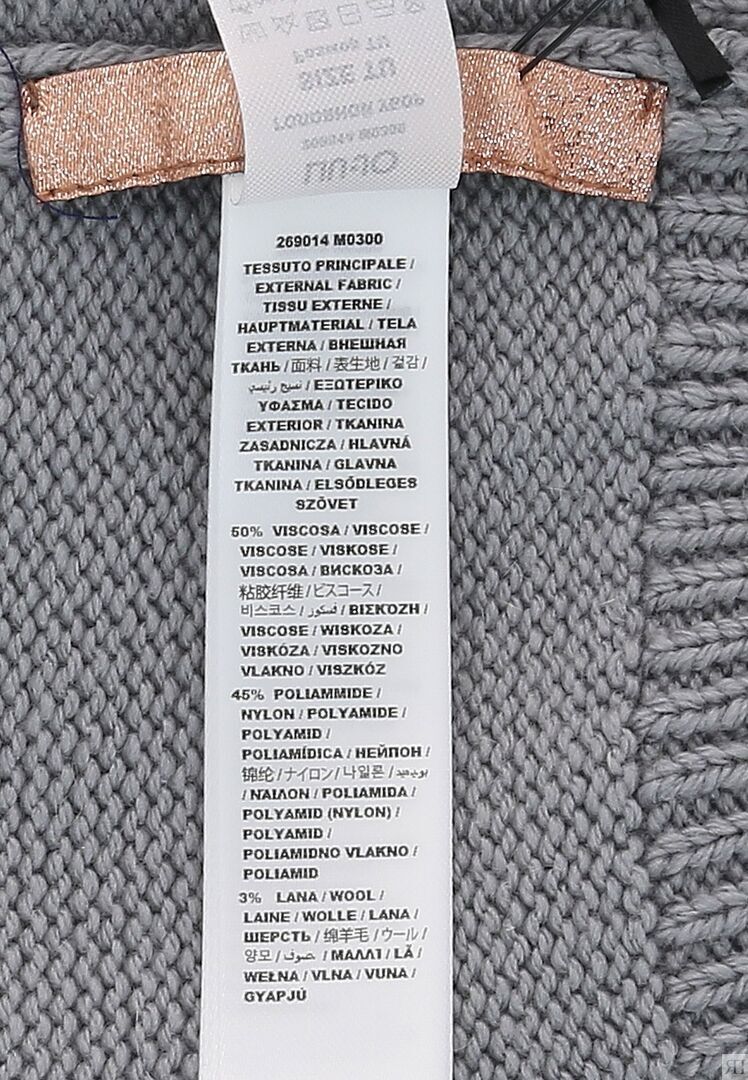 269014 M0300
TESSUTO PRINCIPALE /
EXTERNAL FABRIC /
TISSU EXTERNE /
HAUPTMATERIAL / TELA
EXTERNA / ВНЕШНАЯ
ТКАНЬ / 面料 / 表生地 / 겉감 /
نسيج رئيسي / ΕΞΩΤΕΡΙΚΟ
ΥΦΑΣΜΑ / TECIDO
EXTERIOR / TKANINA
ZASADNICZA / HLAVNÁ
TKANINA / GLAVNA
TKANINA / ELSŐDLEGES
SZÖVET
50% VISCOSA / VISCOSE /
VISCOSE / VISKOSE /
VISCOSA / ВИСКОЗА /
粘胶纤维 / ビスコース /
비스코스 / فسكوز / ΒΙΣΚΟΖΗ /
VISCOSE / WISKOZA /
VISKÓZA / VISKOZNO
VLAKNO / VISZKÓZ
45% POLIAMMIDE /
NYLON / POLYAMIDE /
POLYAMID /
POLIAMÍDICA / НЕЙЛОН /
锦纶 / ナイロン / 나일론 /
/ ΝΑΙΛΟΝ / POLIAMIDA /
POLYAMID (NYLON) /
POLYAMID /
POLIAMIDNO VLAKNO /
POLIAMID
3% LANA / WOOL /
LAINE / WOLLE / LANA /
ШЕРСТЬ / 绵羊毛 / ウール /
양모 / صوف / ΜΑΛΛΊ / LÃ /
WEŁNA / VLNA / VUNA /
GYAPJÚ